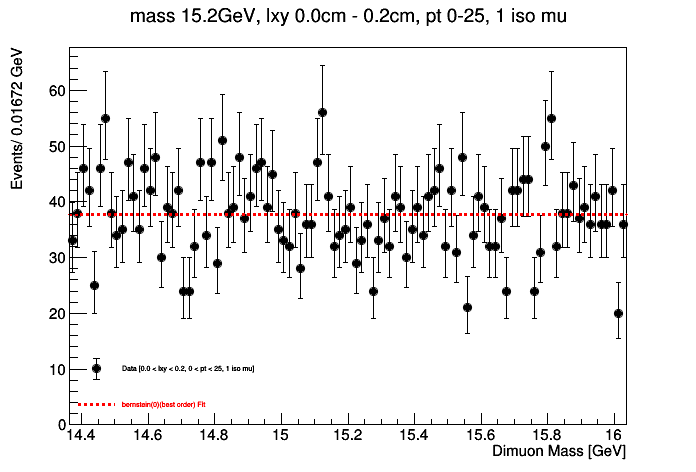 mass 15.2GeV, lxy 0.0cm - 0.2cm, pt 0-25, 1 iso mu
Events/ 0.01672 GeV
60
50
40
30
20
10
0
Data [0.0 < lxy < 0.2, 0 < pt < 25, 1 iso mu]
bernstein(0)(best order) Fit
14.4 14.6 14.8 15 15.2 15.4 15.6 15.8 16
Dimuon Mass [GeV]